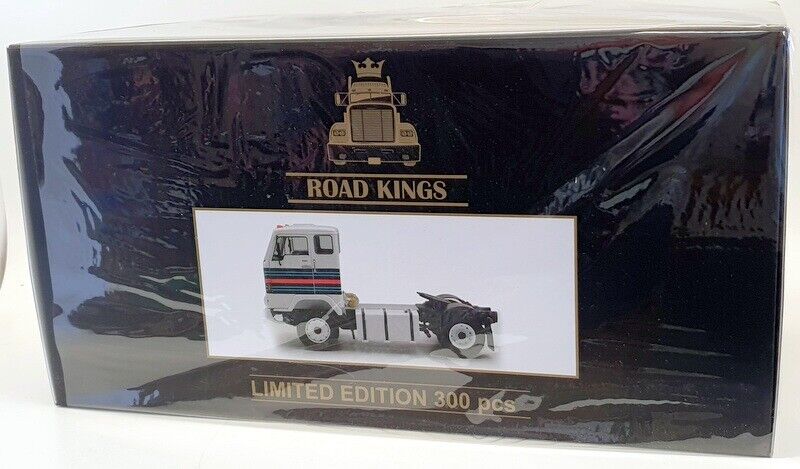 ROAD KINGS
LIMITED EDITION 300 pcs